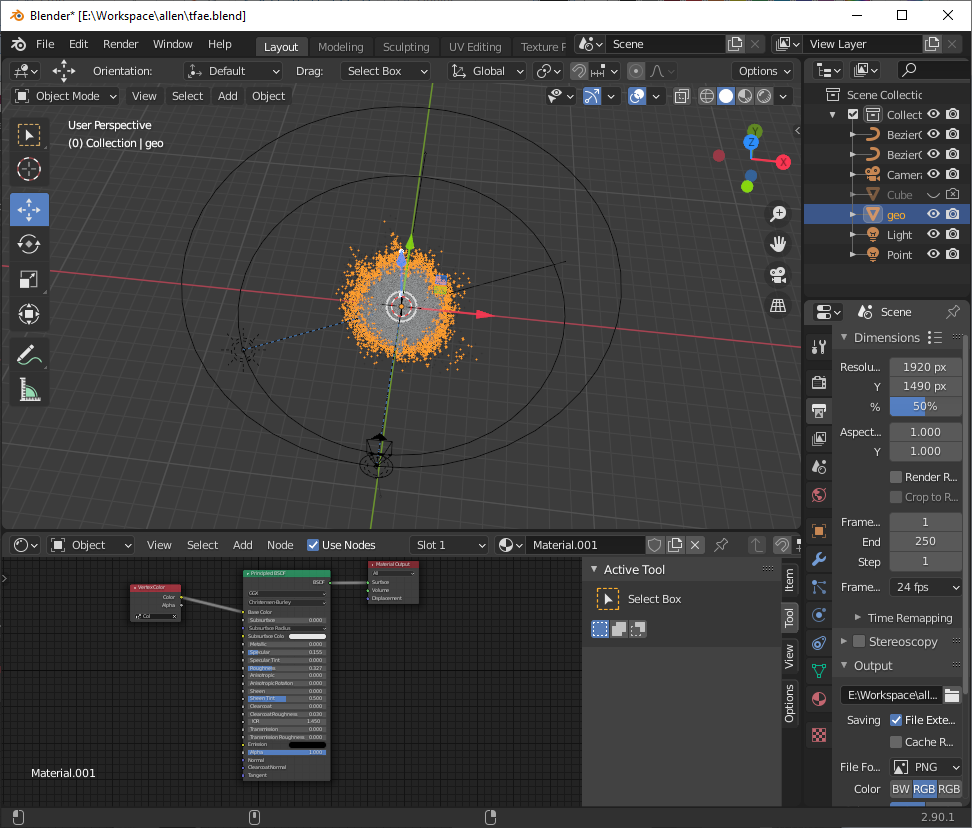 Blender* [E:\Workspace\allen\tfae.blend]
File Edit Render Window Help Layout Modeling Sculpting UV Editing Texture P Scene View Layer
Orientation: Default Drag: Select Box Global Options
Object Mode View Select Add Object
User Perspective
(0) Collection | geo
Y
Z
X
Scene Collectic
Collect
BezierC
BezierC
Camera
Cube
geo
Light
Point
Scene
Dimensions
Resolu... 1920 px
Y 1490 px
% 50%
Aspect... 1.000
Y 1.000
Render R...
Crop to R...
Frame... 1
End 250
Step 1
Frame... 24 fps
Time Remapping
Stereoscopy
Output
E:\Workspace\all...
Saving File Exte...
Cache R...
File Fo... PNG
Color BW RGB RGB
Object View Select Add Node Use Nodes Slot 1 Material.001
Vertex Color
Color
Alpha
Col
Principled BSDF
BSDF
GGX
Christensen-Burley
Base Color
Subsurface 0.000
Subsurface Radius
Subsurface Colo
Metallic 0.000
Specular 0.155
Specular Tint 0.000
Roughness 0.327
Anisotropic 0.000
Anisotropic Rotation 0.000
Sheen 0.000
Sheen Tint 0.500
Clearcoat 0.000
Clearcoat Roughness 0.030
IOR 1.450
Transmission 0.000
Transmission Roughness 0.000
Emission
Alpha 1.000
Normal
Clearcoat Normal
Tangent
Material Output
All
Surface
Volume
Displacement
Material.001
Active Tool
Select Box
Item
Tool
View
Options
2.90.1